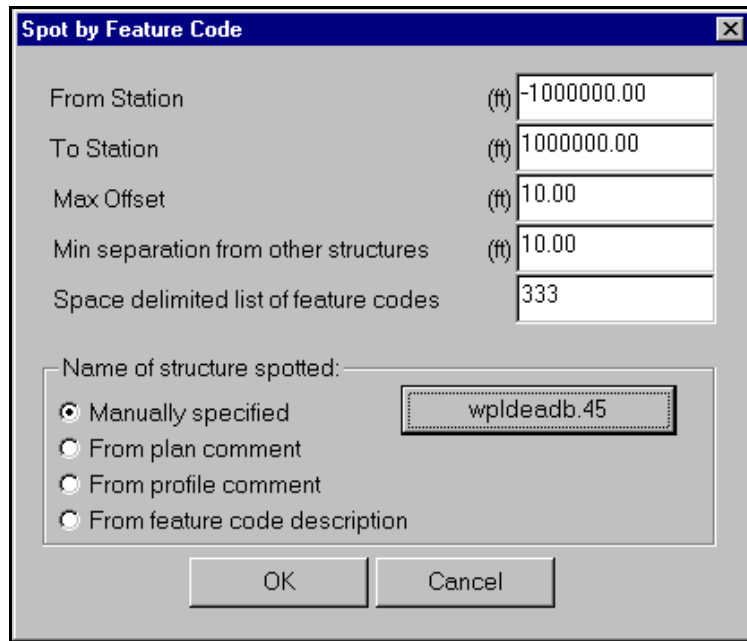 Spot by Feature Code
From Station (ft) -1000000.00
To Station (ft) 1000000.00
Max Offset (ft) 10.00
Min separation from other structures (ft) 10.00
Space delimited list of feature codes 333
Name of structure spotted:
Manually specified wpldeadb.45
From plan comment
From profile comment
From feature code description
OK Cancel